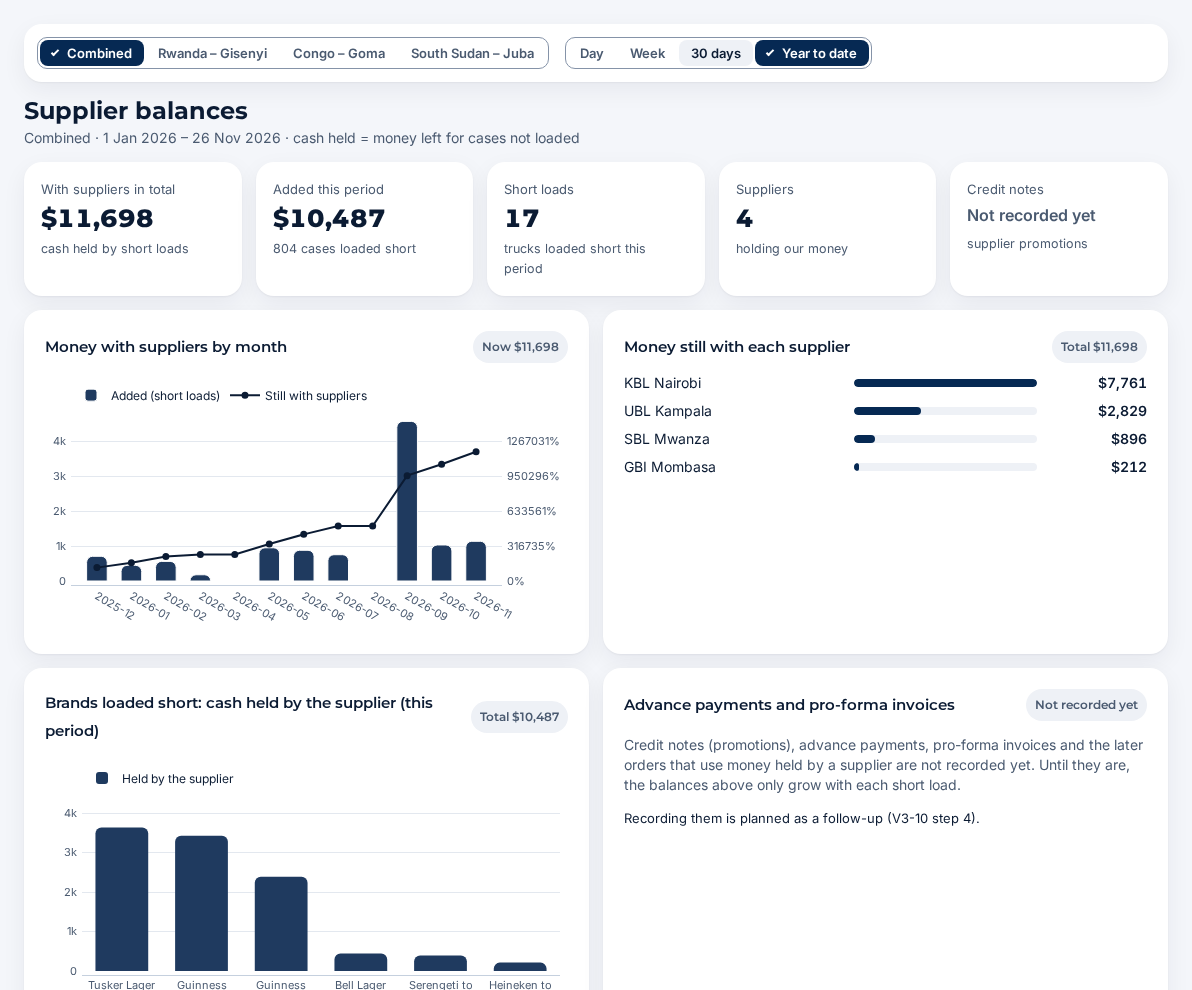 Combined Rwanda – Gisenyi Congo – Goma South Sudan – Juba Day Week 30 days Year to date
Supplier balances
Combined · 1 Jan 2026 – 26 Nov 2026 · cash held = money left for cases not loaded
With suppliers in total
$11,698
cash held by short loads
Added this period
$10,487
804 cases loaded short
Short loads
17
trucks loaded short this
period
Suppliers
4
holding our money
Credit notes
Not recorded yet
supplier promotions
Money with suppliers by month
Now $11,698
Added (short loads) Still with suppliers
4k 1267031%
3k 950296%
2k 633561%
1k 316735%
0 0%
2025-12 2026-01 2026-02 2026-03 2026-04 2026-05 2026-06 2026-07 2026-08 2026-09 2026-10 2026-11
Money still with each supplier
Total $11,698
KBL Nairobi $7,761
UBL Kampala $2,829
SBL Mwanza $896
GBI Mombasa $212
Brands loaded short: cash held by the supplier (this
period)
Total $10,487
Held by the supplier
4k
3k
2k
1k
0
Tusker Lager Guinness Guinness Bell Lager Serengeti to Heineken to
Advance payments and pro-forma invoices
Not recorded yet
Credit notes (promotions), advance payments, pro-forma invoices and the later
orders that use money held by a supplier are not recorded yet. Until they are,
the balances above only grow with each short load.
Recording them is planned as a follow-up (V3-10 step 4).